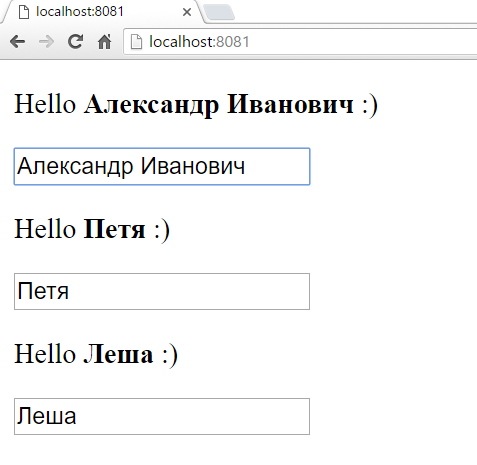 localhost:8081
localhost:8081
Hello Александр Иванович :)
Александр Иванович
Hello Петя :)
Петя
Hello Леша :)
Леша